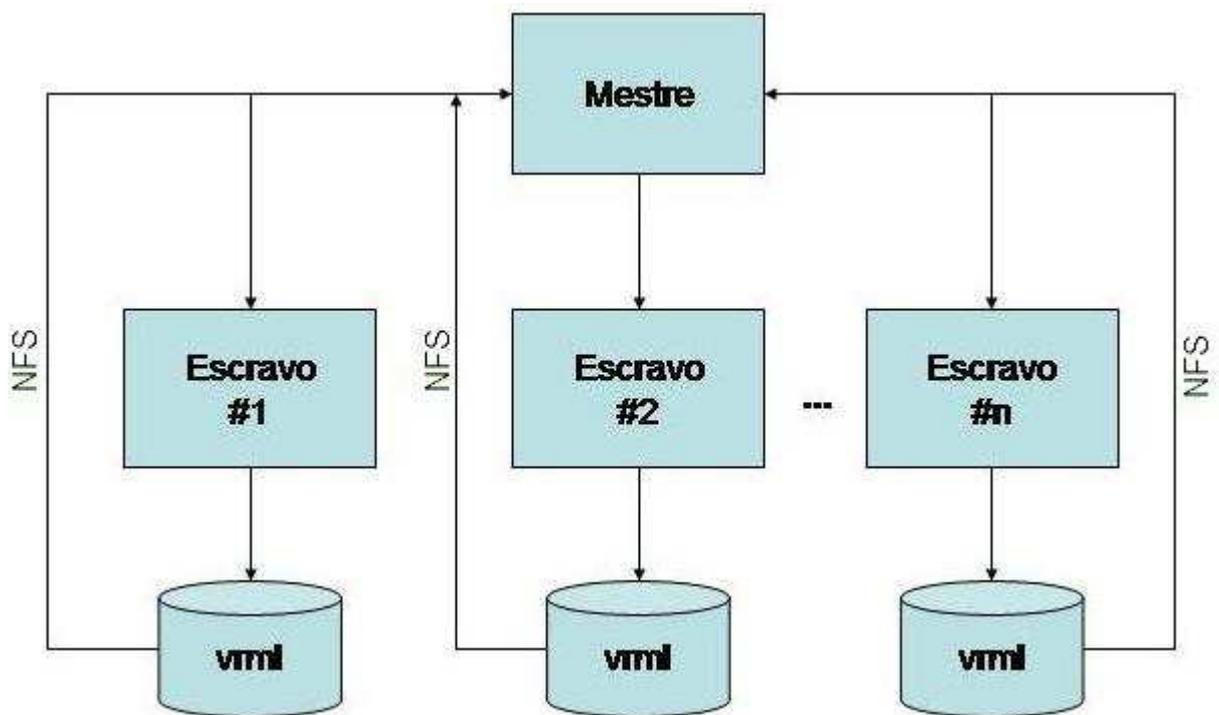 Mestre
NFS
NFS
NFS
Escravo
#1
Escravo
#2
...
Escravo
#n
vrml
vrml
vrml